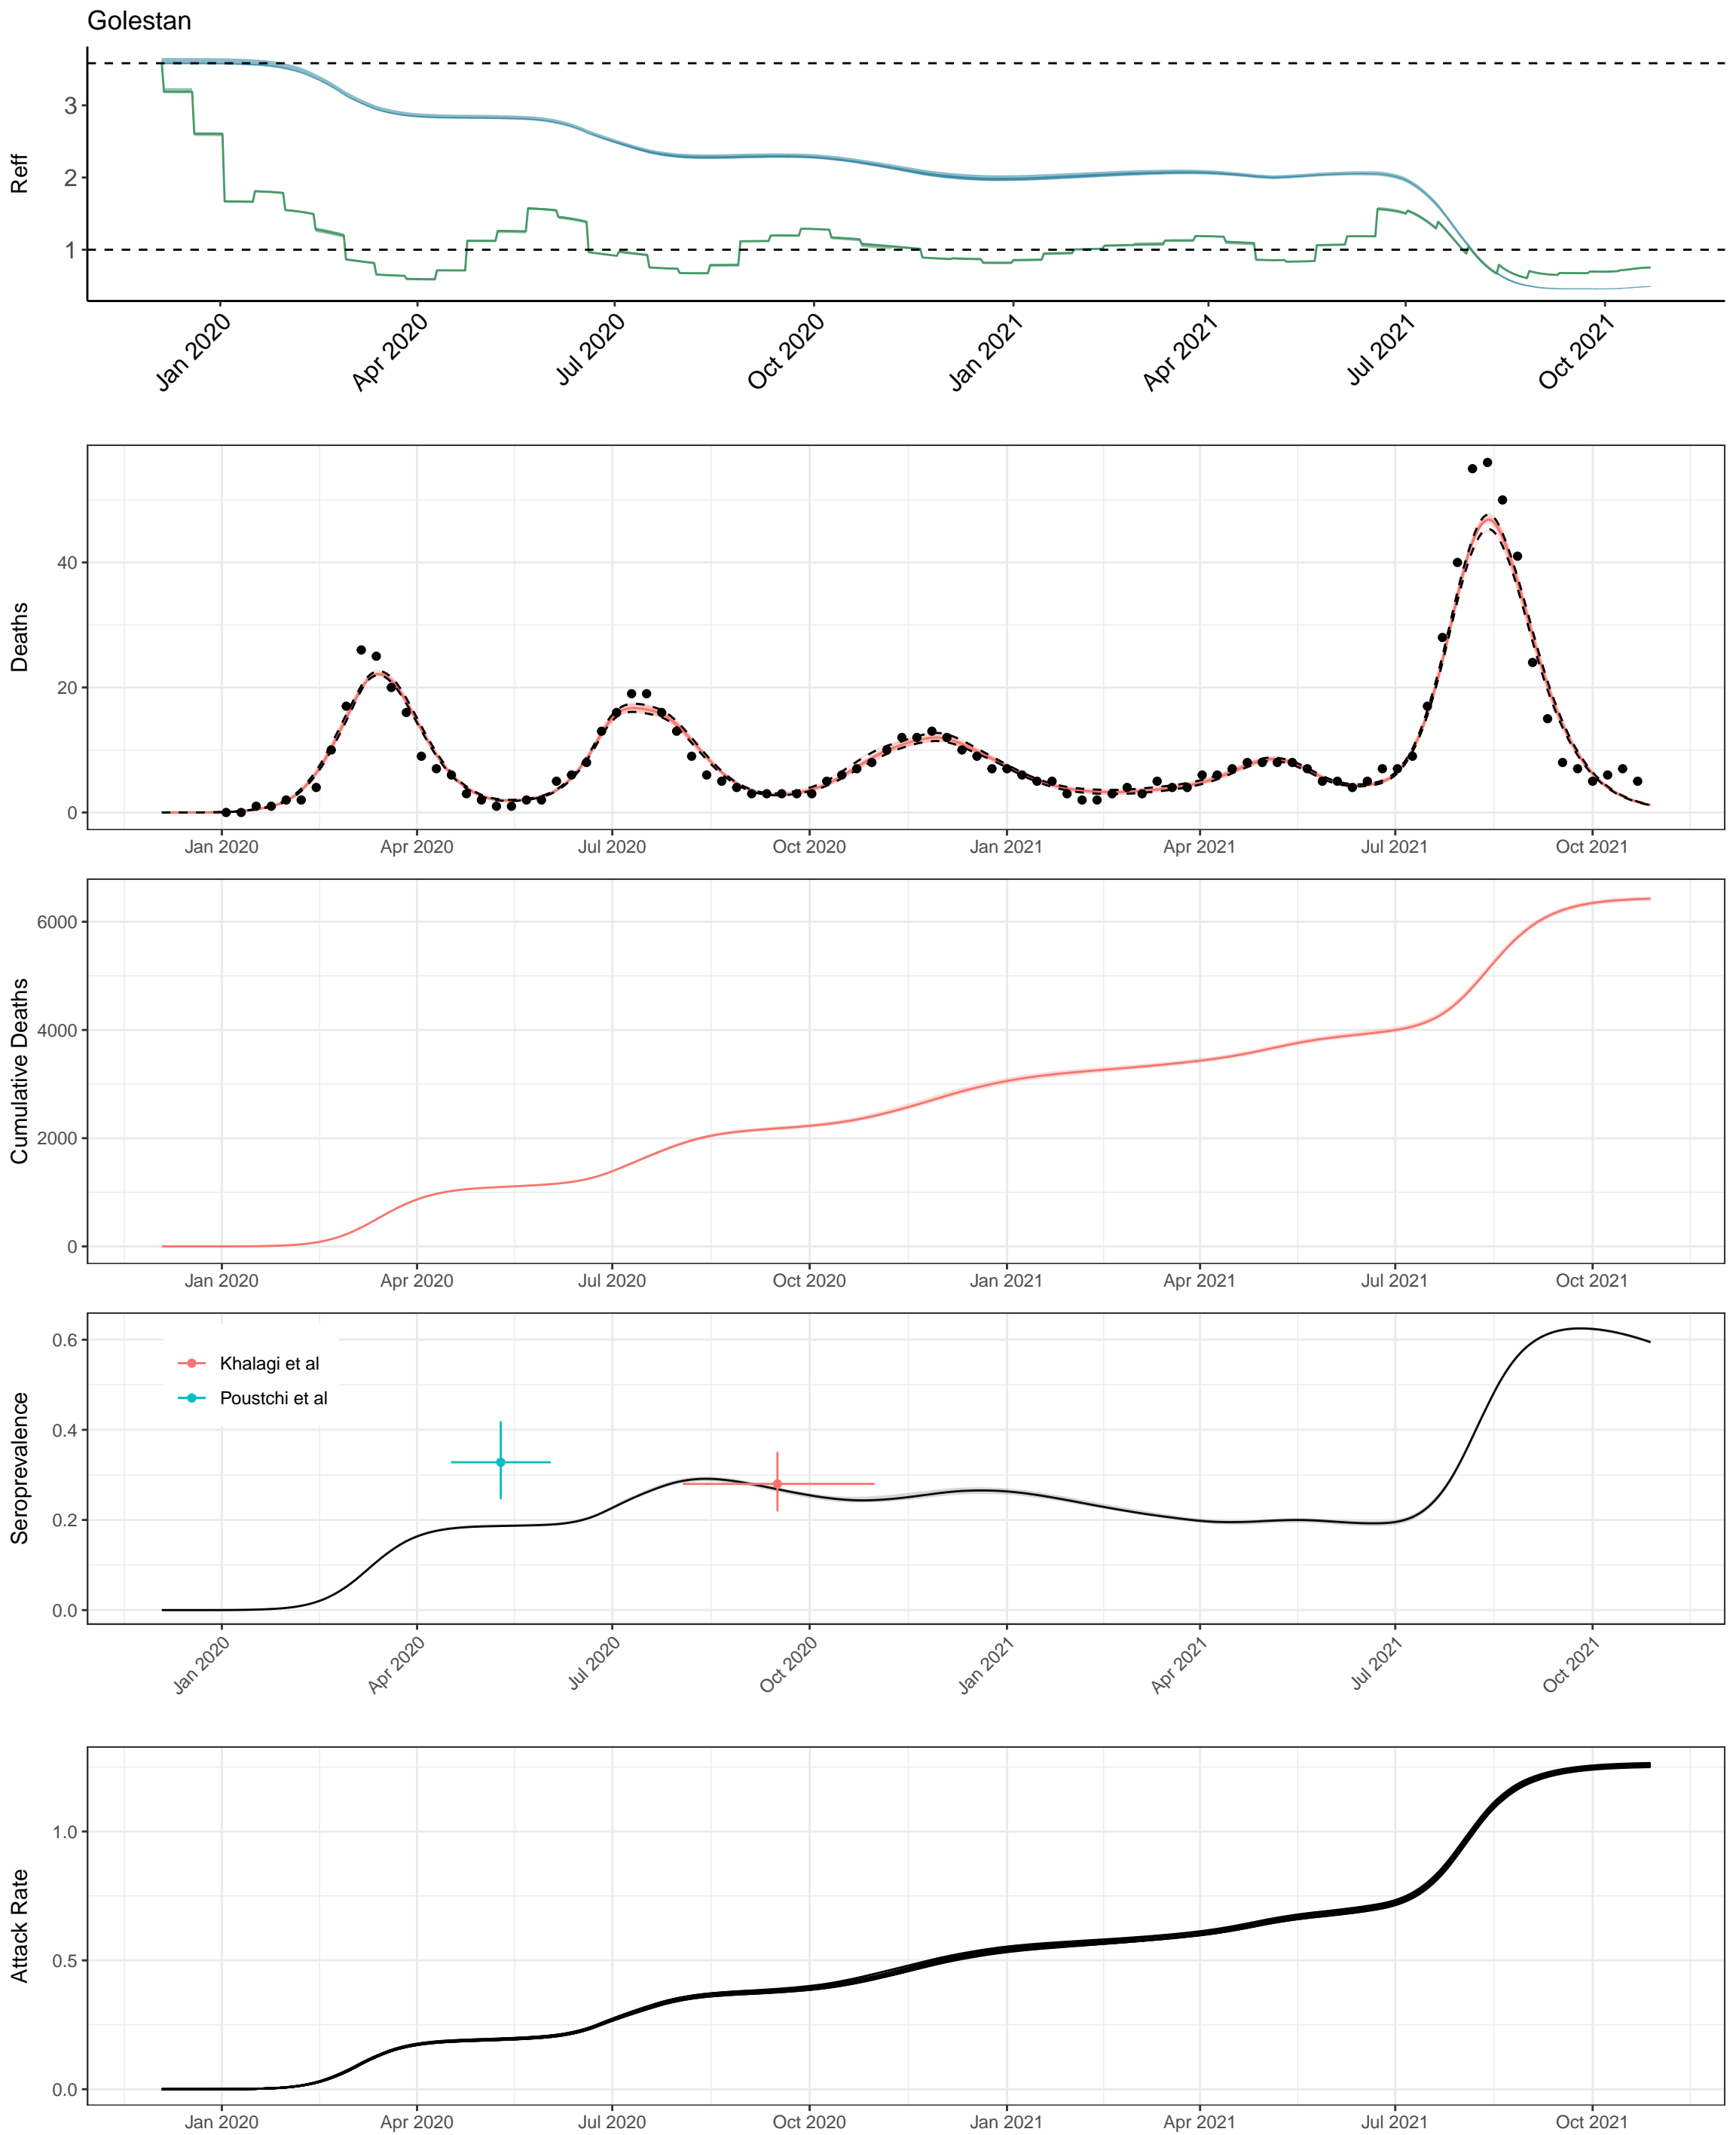 Golestan
Reff
3
2
1
Jan 2020
Apr 2020
Jul 2020
Oct 2020
Jan 2021
Apr 2021
Jul 2021
Oct 2021
Deaths
40
20
0
Jan 2020
Apr 2020
Jul 2020
Oct 2020
Jan 2021
Apr 2021
Jul 2021
Oct 2021
Cumulative Deaths
6000
4000
2000
0
Jan 2020
Apr 2020
Jul 2020
Oct 2020
Jan 2021
Apr 2021
Jul 2021
Oct 2021
Seroprevalence
0.6
0.4
0.2
0.0
Khalagi et al
Poustchi et al
Jan 2020
Apr 2020
Jul 2020
Oct 2020
Jan 2021
Apr 2021
Jul 2021
Oct 2021
Attack Rate
1.0
0.5
0.0
Jan 2020
Apr 2020
Jul 2020
Oct 2020
Jan 2021
Apr 2021
Jul 2021
Oct 2021